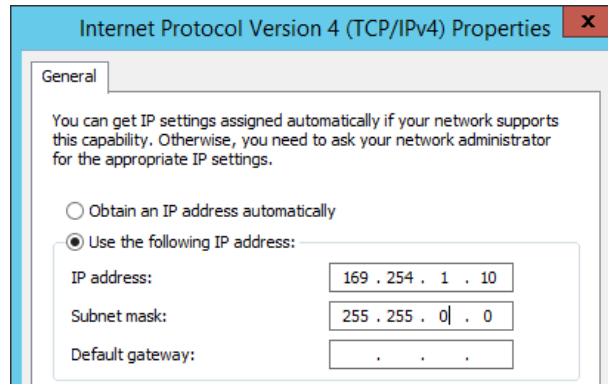 Internet Protocol Version 4 (TCP/IPv4) Properties
x
General
You can get IP settings assigned automatically if your network supports
this capability. Otherwise, you need to ask your network administrator
for the appropriate IP settings.
Obtain an IP address automatically
Use the following IP address:
IP address: 169 . 254 . 1 . 10
Subnet mask: 255 . 255 . 0 . 0
Default gateway: . . .